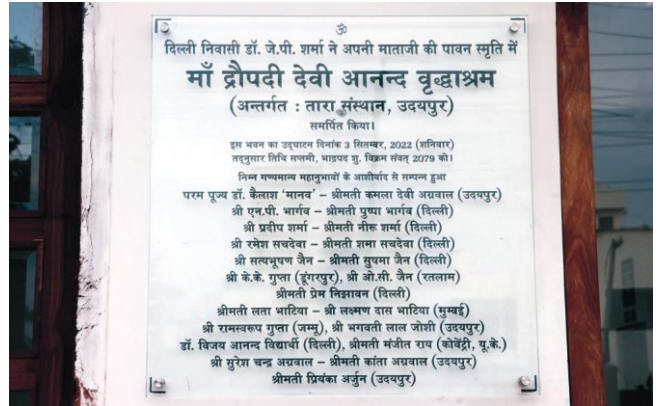 ॐ
दिल्ली निवासी डॉ. जे.पी. शर्मा ने अपनी माताजी की पावन स्मृति में
माँ द्रौपदी देवी आनन्द वृद्धाश्रम
(अन्तर्गत : तारा संस्थान, उदयपुर)
समर्पित किया।
इस भवन का उद्घाटन दिनांक 3 सितम्बर, 2022 (शनिवार)
तद्नुसार तिथि सप्तमी, भाद्रपद शु. विक्रम संवत् 2079 को।
निम्न गण्यमान्य महानुभावों के आशीर्वाद से सम्पन्न हुआ
परम पूज्य डॉ. कैलाश 'मानव' – श्रीमती कमला देवी अग्रवाल (उदयपुर)
श्री एन.पी. भार्गव – श्रीमती पुष्पा भार्गव (दिल्ली)
श्री प्रदीप शर्मा – श्रीमती नीरू शर्मा (दिल्ली)
श्री रमेश सचदेवा – श्रीमती शमा सचदेवा (दिल्ली)
श्री सत्यभूषण जैन – श्रीमती सुषमा जैन (दिल्ली)
श्री के.के. गुप्ता (डूंगरपुर), श्री ओ.सी. जैन (रतलाम)
श्रीमती प्रेम निझावन (दिल्ली)
श्रीमती लता भाटिया – श्री लक्ष्मण दास भाटिया (मुम्बई)
श्री रामस्वरूप गुप्ता (जम्मू), श्री भगवती लाल जोशी (उदयपुर)
डॉ. विजय आनन्द विद्यार्थी (दिल्ली), श्रीमती मंजीत राय (कोवेंट्री, यू.के.)
श्री सुरेश चन्द्र अग्रवाल – श्रीमती कांता अग्रवाल (उदयपुर)
श्रीमती प्रियंका अर्जुन (उदयपुर)